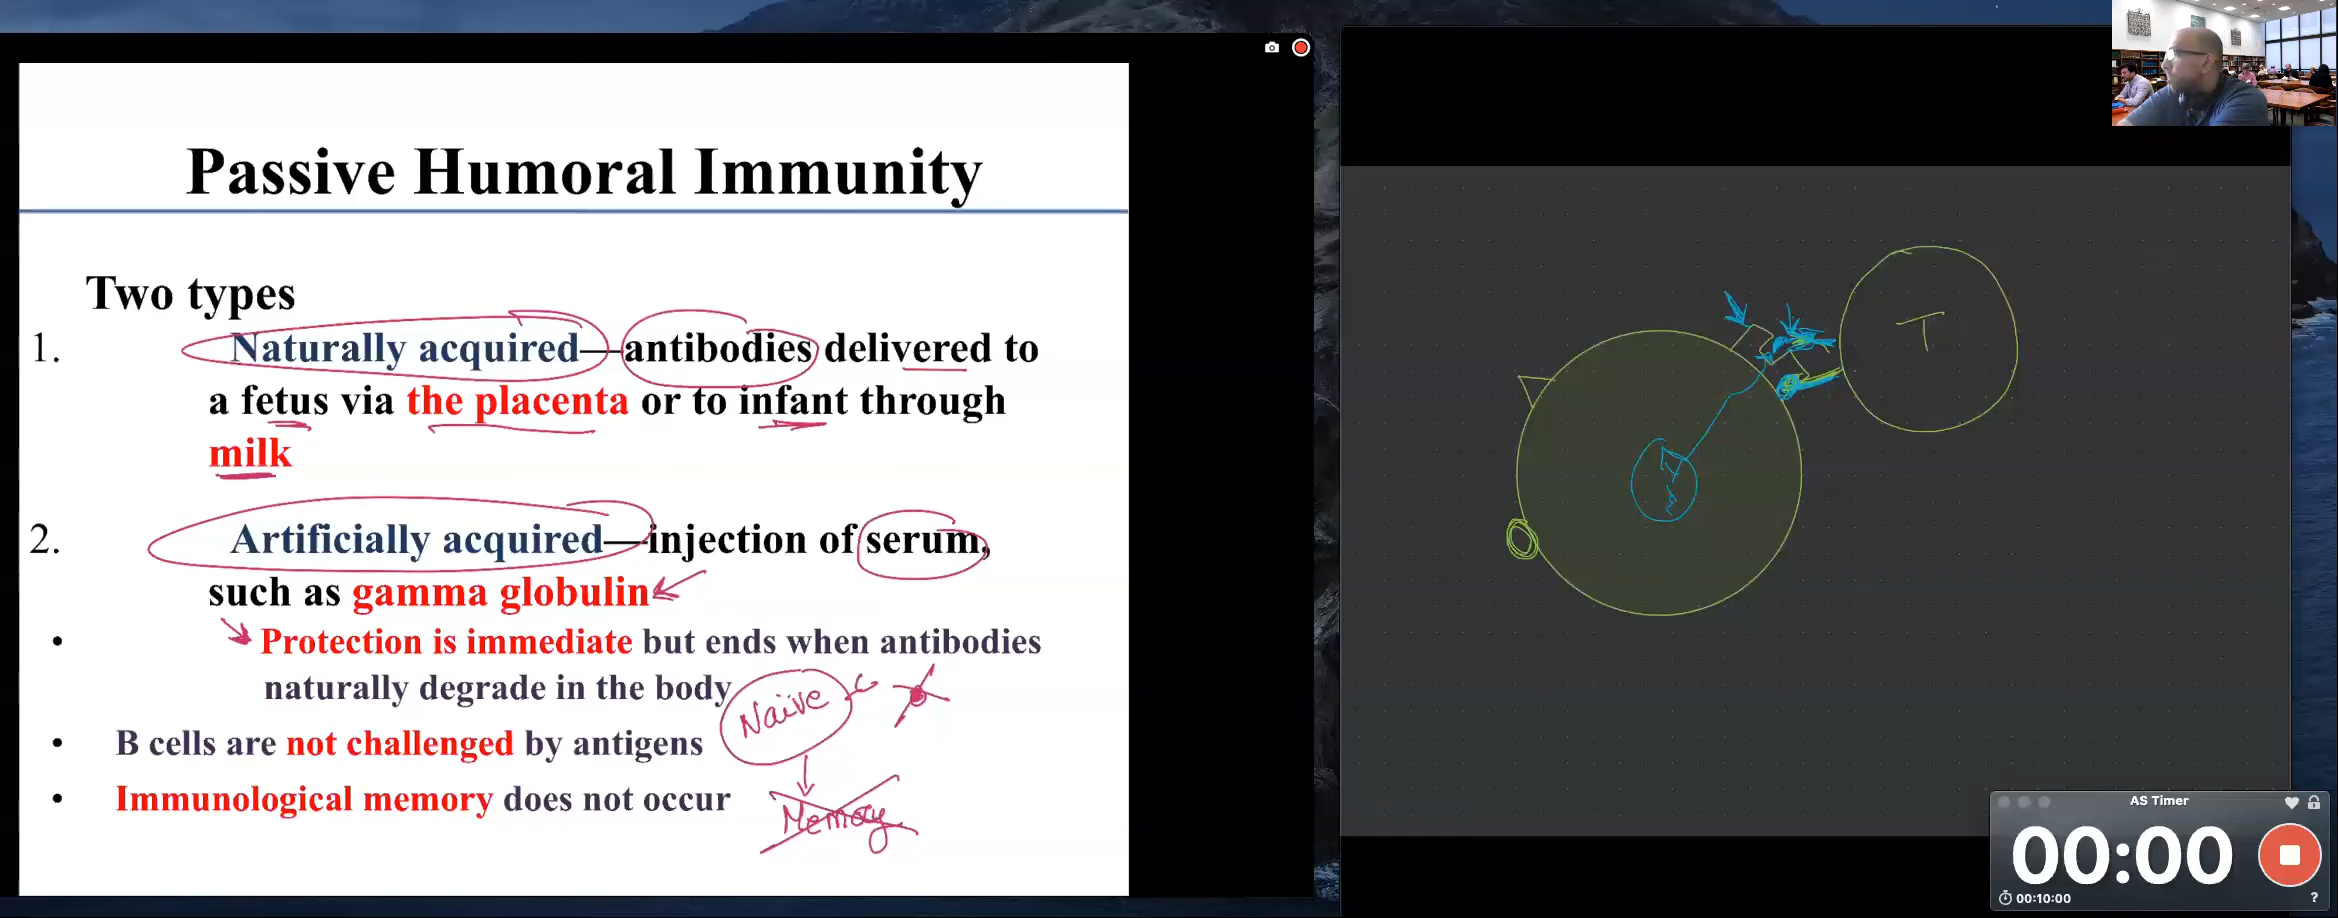 Passive Humoral Immunity
Two types
1. Naturally acquired—antibodies delivered to
a fetus via the placenta or to infant through
milk
2. Artificially acquired—injection of serum,
such as gamma globulin
• Protection is immediate but ends when antibodies
naturally degrade in the body
Naïve
• B cells are not challenged by antigens
• Immunological memory does not occur
Memory
T
AS Timer
00:00
00:10:00
?